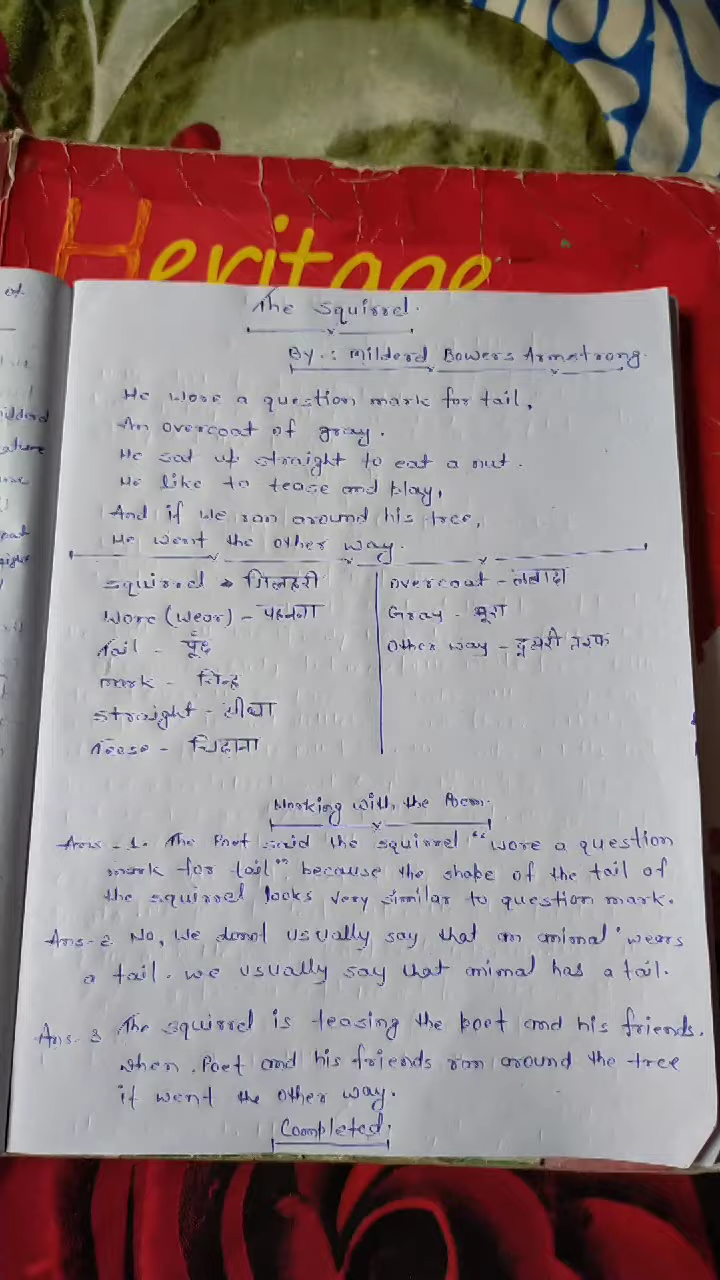 Heritage
The Squirrel.
By : Milderd Bowers Armstrong.
He wore a question mark for tail,
An overcoat of gray.
He sat up straight to eat a nut.
He like to tease and play,
And if we ran around his tree,
He went the other way.
squirrel → गिलहरी
Wore (wear) - पहनना
Tail - पूँछ
mark - चिन्ह
straight - सीधा
Teese - चिढ़ाना
overcoat - लबादा
Gray - भूरा
Other way - दूसरी तरफ
Working with the Poem.
Ans - 1. The Poet said the squirrel "wore a question
mark for tail" because the shape of the tail of
the squirrel looks very similar to question mark.
Ans-2 No, We donot usually say that an animal 'wears
a tail. we usually say that animal has a tail.
Ans. 3 The squirrel is teasing the poet and his friends.
when Poet and his friends ran around the tree
it went the other way.
Completed.